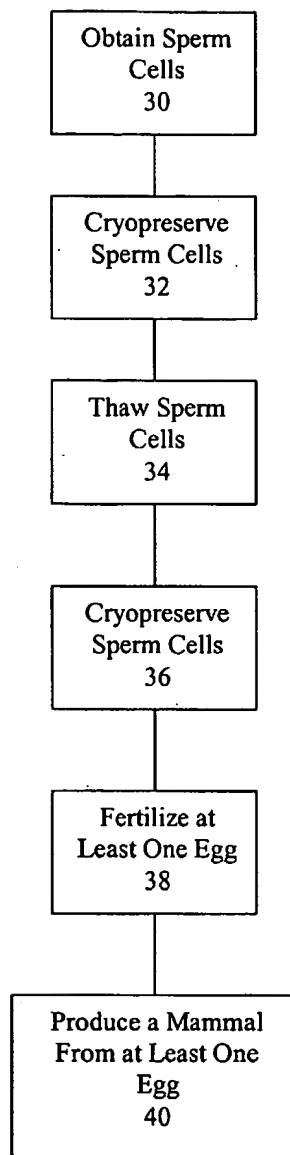 Obtain Sperm
Cells
30
Cryopreserve
Sperm Cells
32
Thaw Sperm
Cells
34
Cryopreserve
Sperm Cells
36
Fertilize at
Least One Egg
38
Produce a Mammal
From at Least One
Egg
40